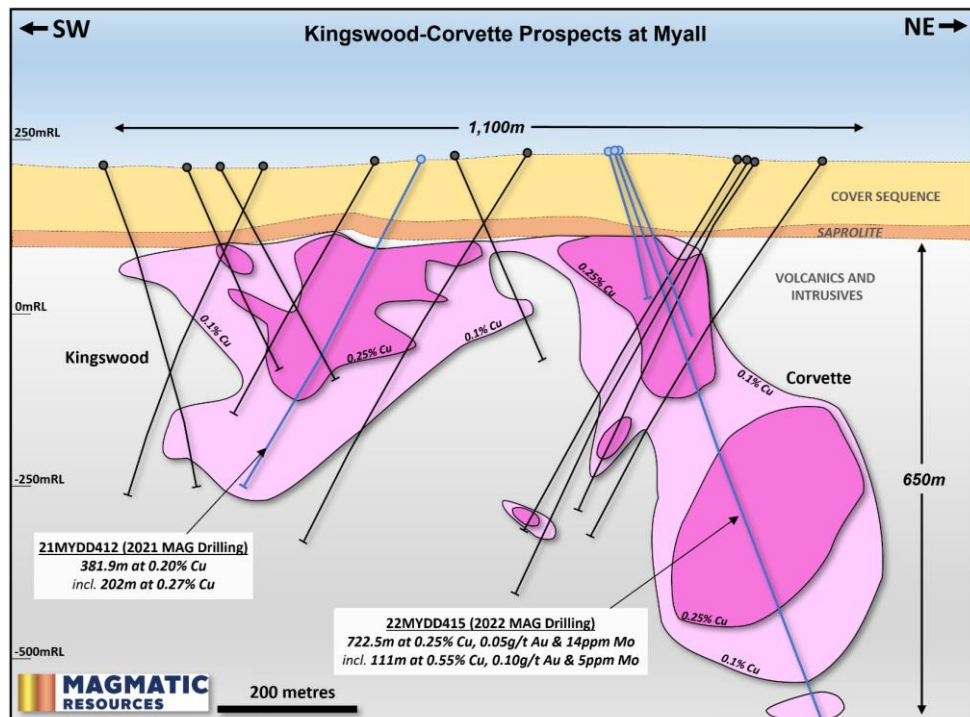 SW
Kingswood-Corvette Prospects at Myall
NE
250mRL
1,100m
COVER SEQUENCE
SAPROLITE
VOLCANICS AND
INTRUSIVES
0.25% Cu
0mRL
0.1% Cu
0.1% Cu
Kingswood
0.25% Cu
0.1% Cu
Corvette
-250mRL
650m
21MYDD412 (2021 MAG Drilling)
381.9m at 0.20% Cu
incl. 202m at 0.27% Cu
22MYDD415 (2022 MAG Drilling)
722.5m at 0.25% Cu, 0.05g/t Au & 14ppm Mo
incl. 111m at 0.55% Cu, 0.10g/t Au & 5ppm Mo
0.25% Cu
0.1% Cu
-500mRL
MAGMATIC
RESOURCES
200 metres